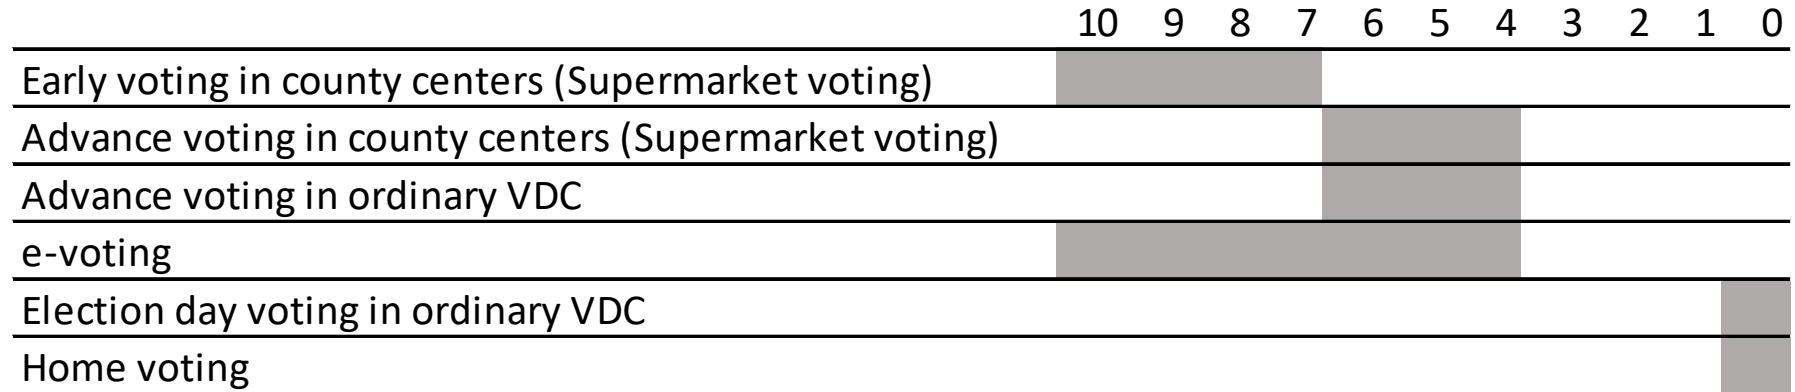 10 9 8 7 6 5 4 3 2 1 0
Early voting in county centers (Supermarket voting)
Advance voting in county centers (Supermarket voting)
Advance voting in ordinary VDC
e-voting
Election day voting in ordinary VDC
Home voting